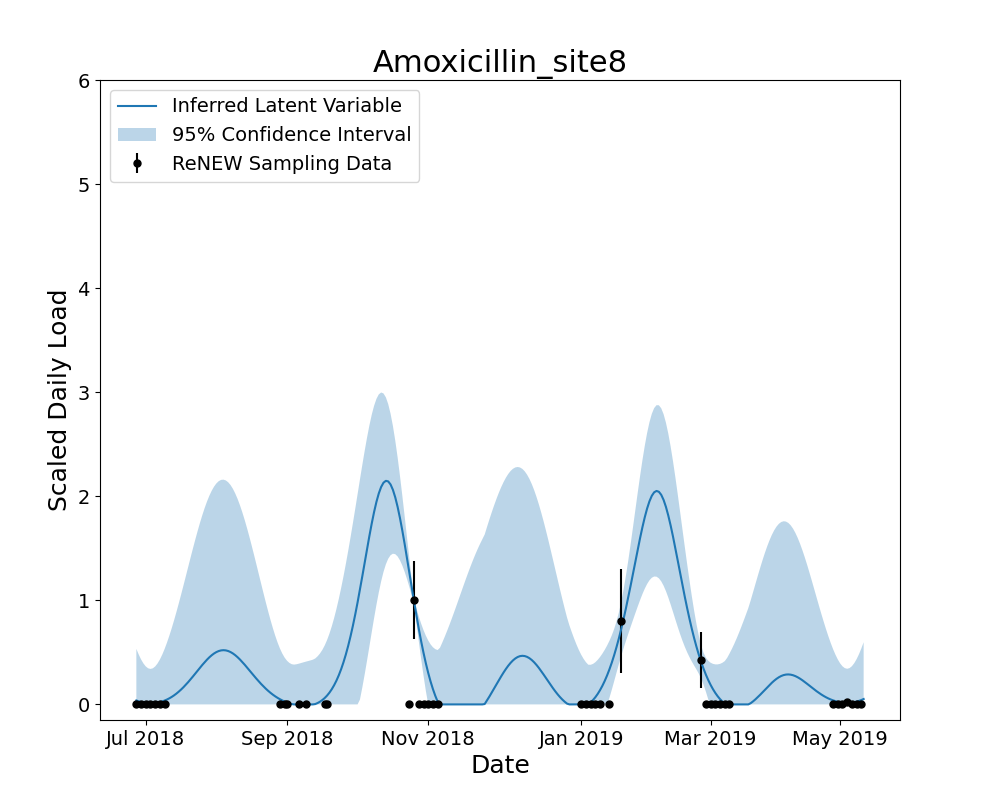 Amoxicillin_site8
Inferred Latent Variable
95% Confidence Interval
ReNEW Sampling Data
Scaled Daily Load
6
5
4
3
2
1
0
Jul 2018
Sep 2018
Nov 2018
Jan 2019
Mar 2019
May 2019
Date